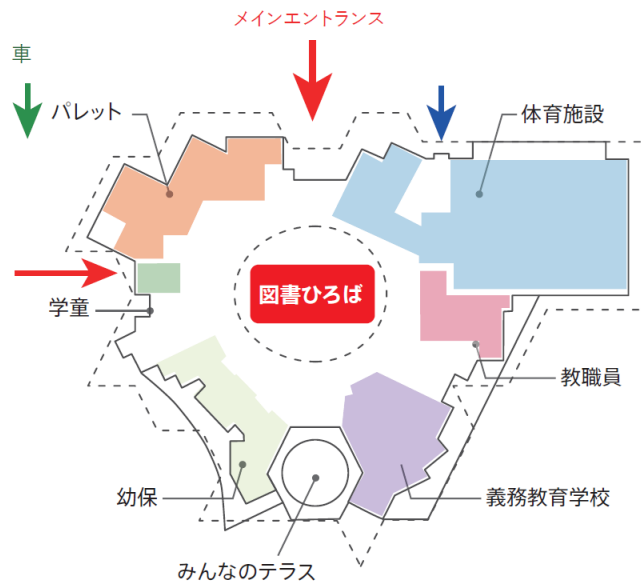 メインエントランス
車
パレット
体育施設
図書ひろば
学童
教職員
幼保
義務教育学校
みんなのテラス